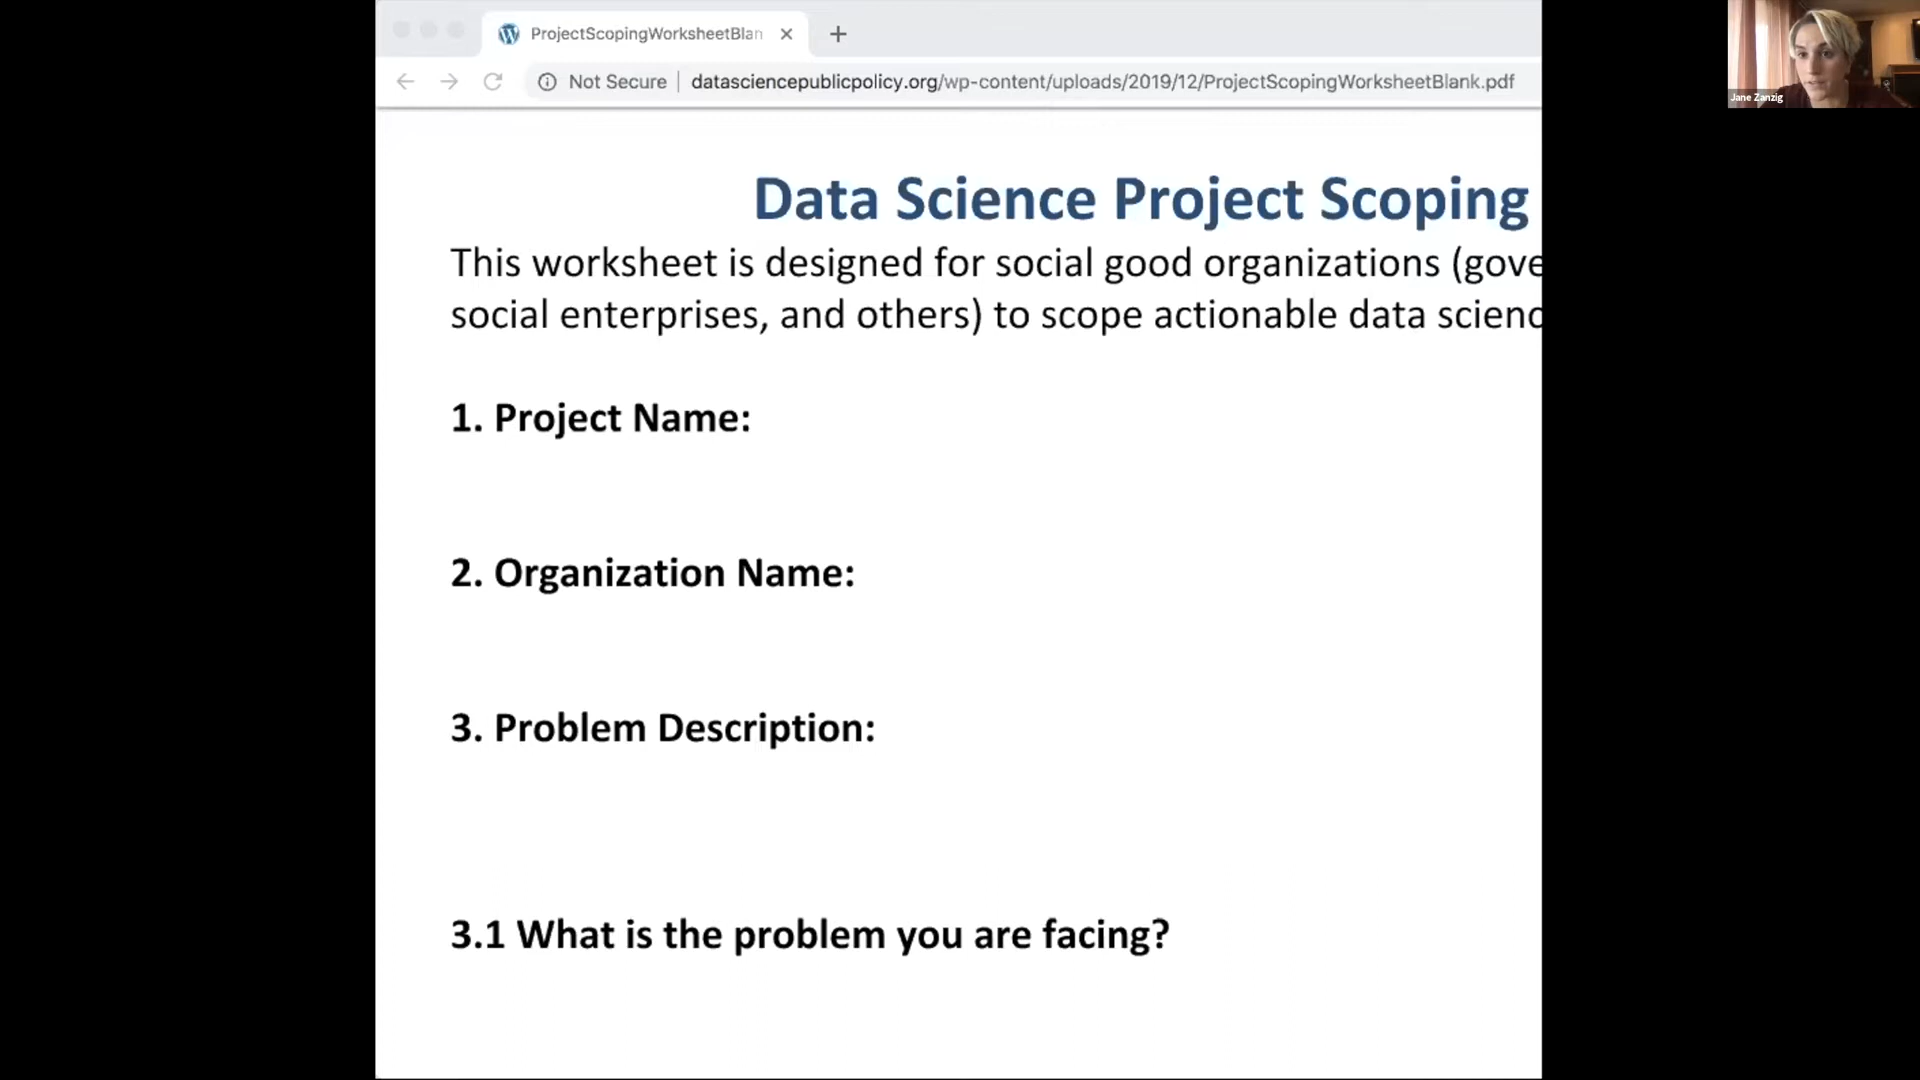 ProjectScopingWorksheetBlan
Not Secure | datasciencepublicpolicy.org/wp-content/uploads/2019/12/ProjectScopingWorksheetBlank.pdf
Jane Zanzig
Data Science Project Scoping
This worksheet is designed for social good organizations (gove
social enterprises, and others) to scope actionable data scienc
1. Project Name:
2. Organization Name:
3. Problem Description:
3.1 What is the problem you are facing?